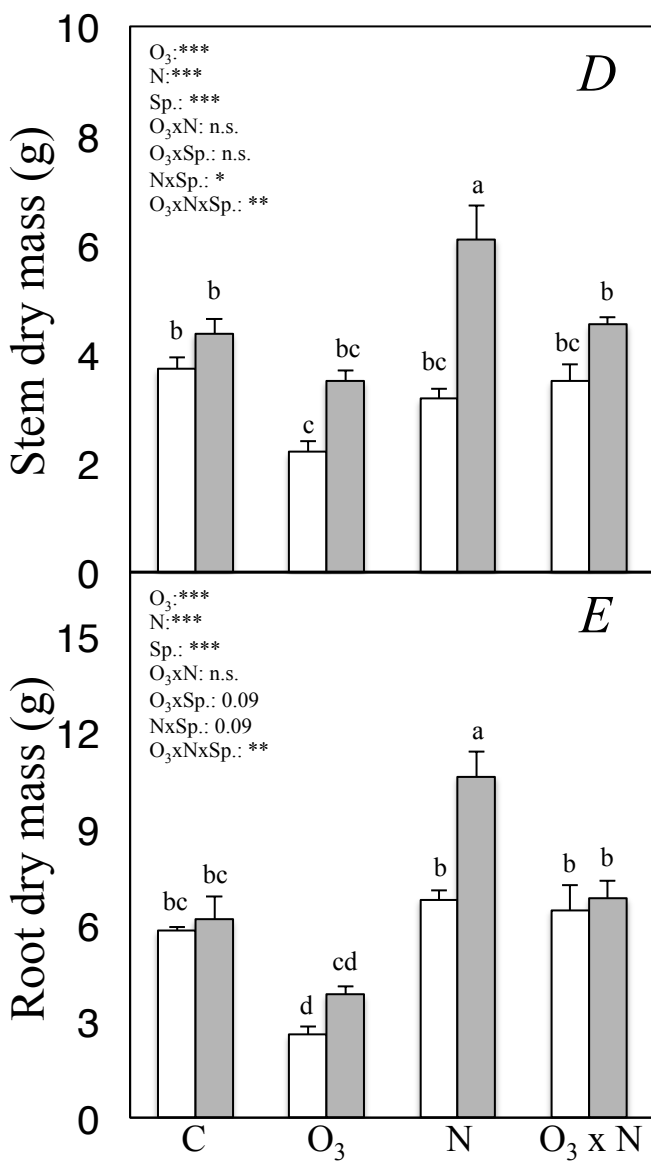 10
8
6
4
2
0
Stem dry mass (g)
O₃:***
N:***
Sp.: ***
O₃xN: n.s.
O₃xSp.: n.s.
NxSp.: *
O₃xNxSp.: **
D
b
b
c
bc
bc
a
bc
b
15
12
9
6
3
0
Root dry mass (g)
O₃:***
N:***
Sp.: ***
O₃xN: n.s.
O₃xSp.: 0.09
NxSp.: 0.09
O₃xNxSp.: **
E
bc
bc
d
cd
b
a
b
b
C
O₃
N
O₃ x N